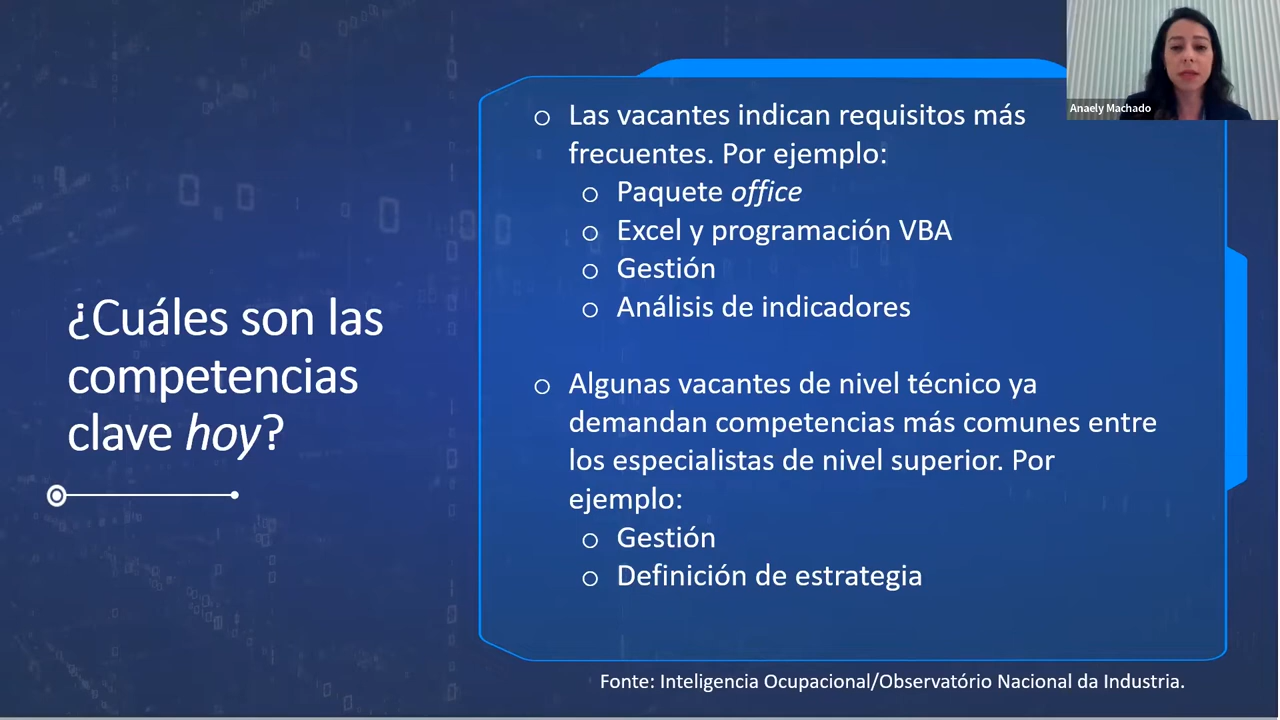 Anaely Machado
¿Cuáles son las
competencias
clave hoy?
o Las vacantes indican requisitos más
frecuentes. Por ejemplo:
o Paquete office
o Excel y programación VBA
o Gestión
o Análisis de indicadores
o Algunas vacantes de nivel técnico ya
demandan competencias más comunes entre
los especialistas de nivel superior. Por
ejemplo:
o Gestión
o Definición de estrategia
Fonte: Inteligencia Ocupacional/Observatório Nacional da Industria.